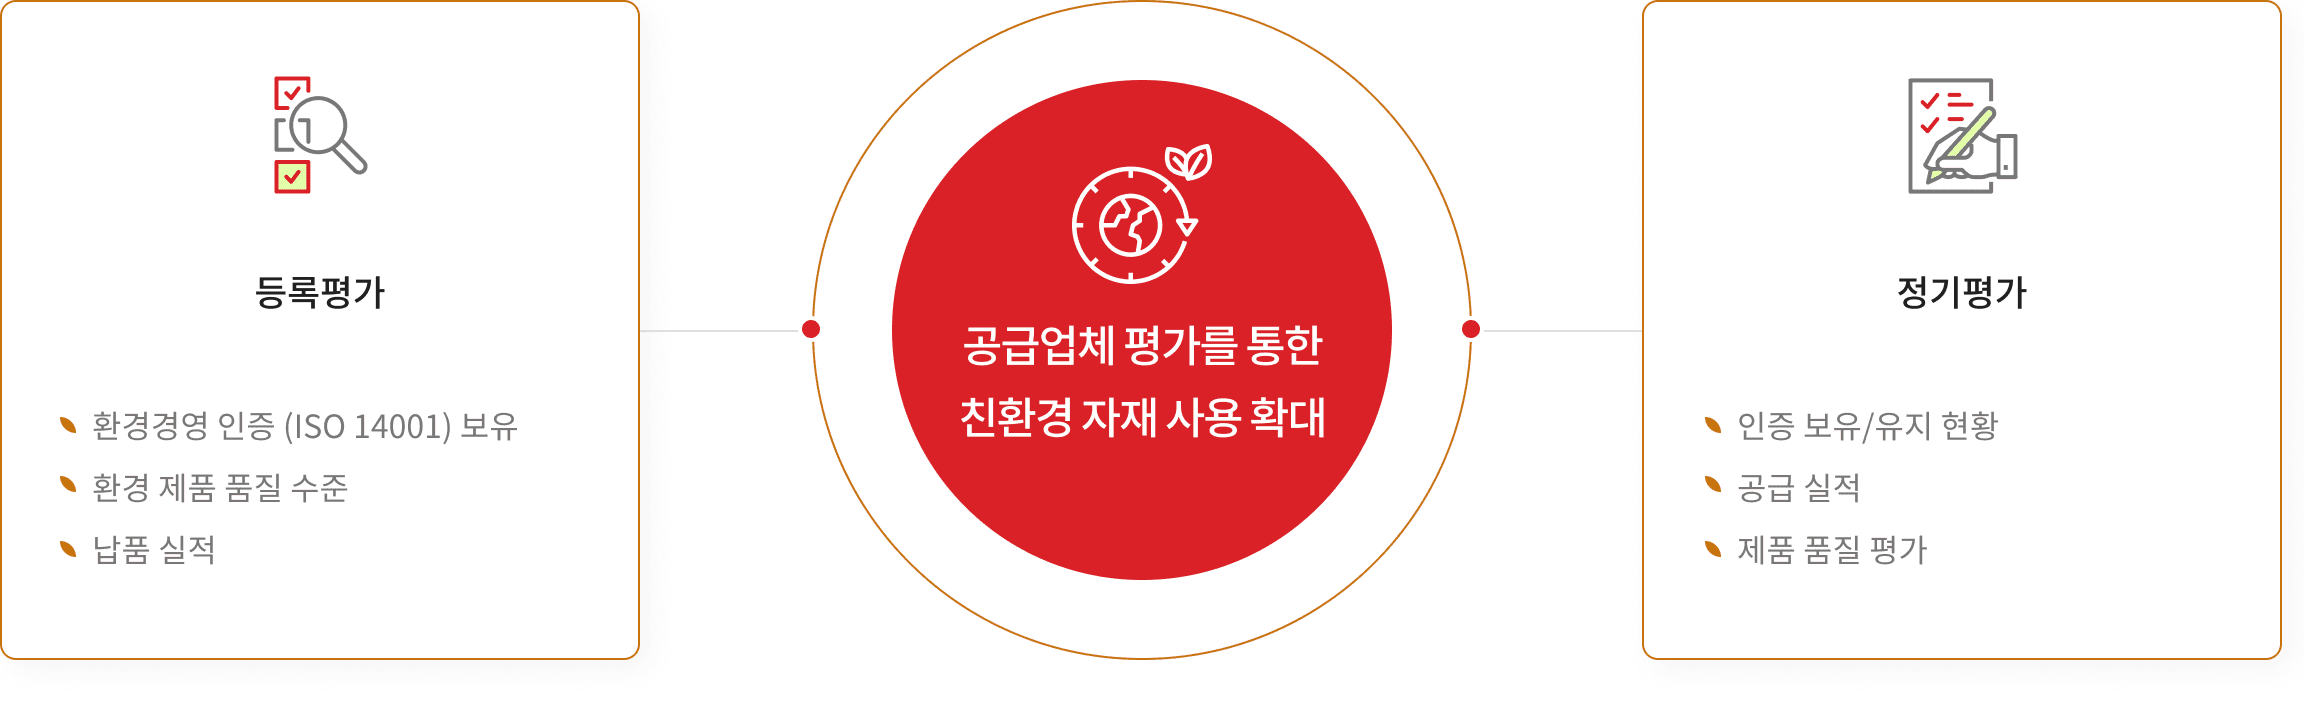 등록평가
환경경영 인증 (ISO 14001) 보유
환경 제품 품질 수준
납품 실적
공급업체 평가를 통한
친환경 자재 사용 확대
정기평가
인증 보유/유지 현황
공급 실적
제품 품질 평가